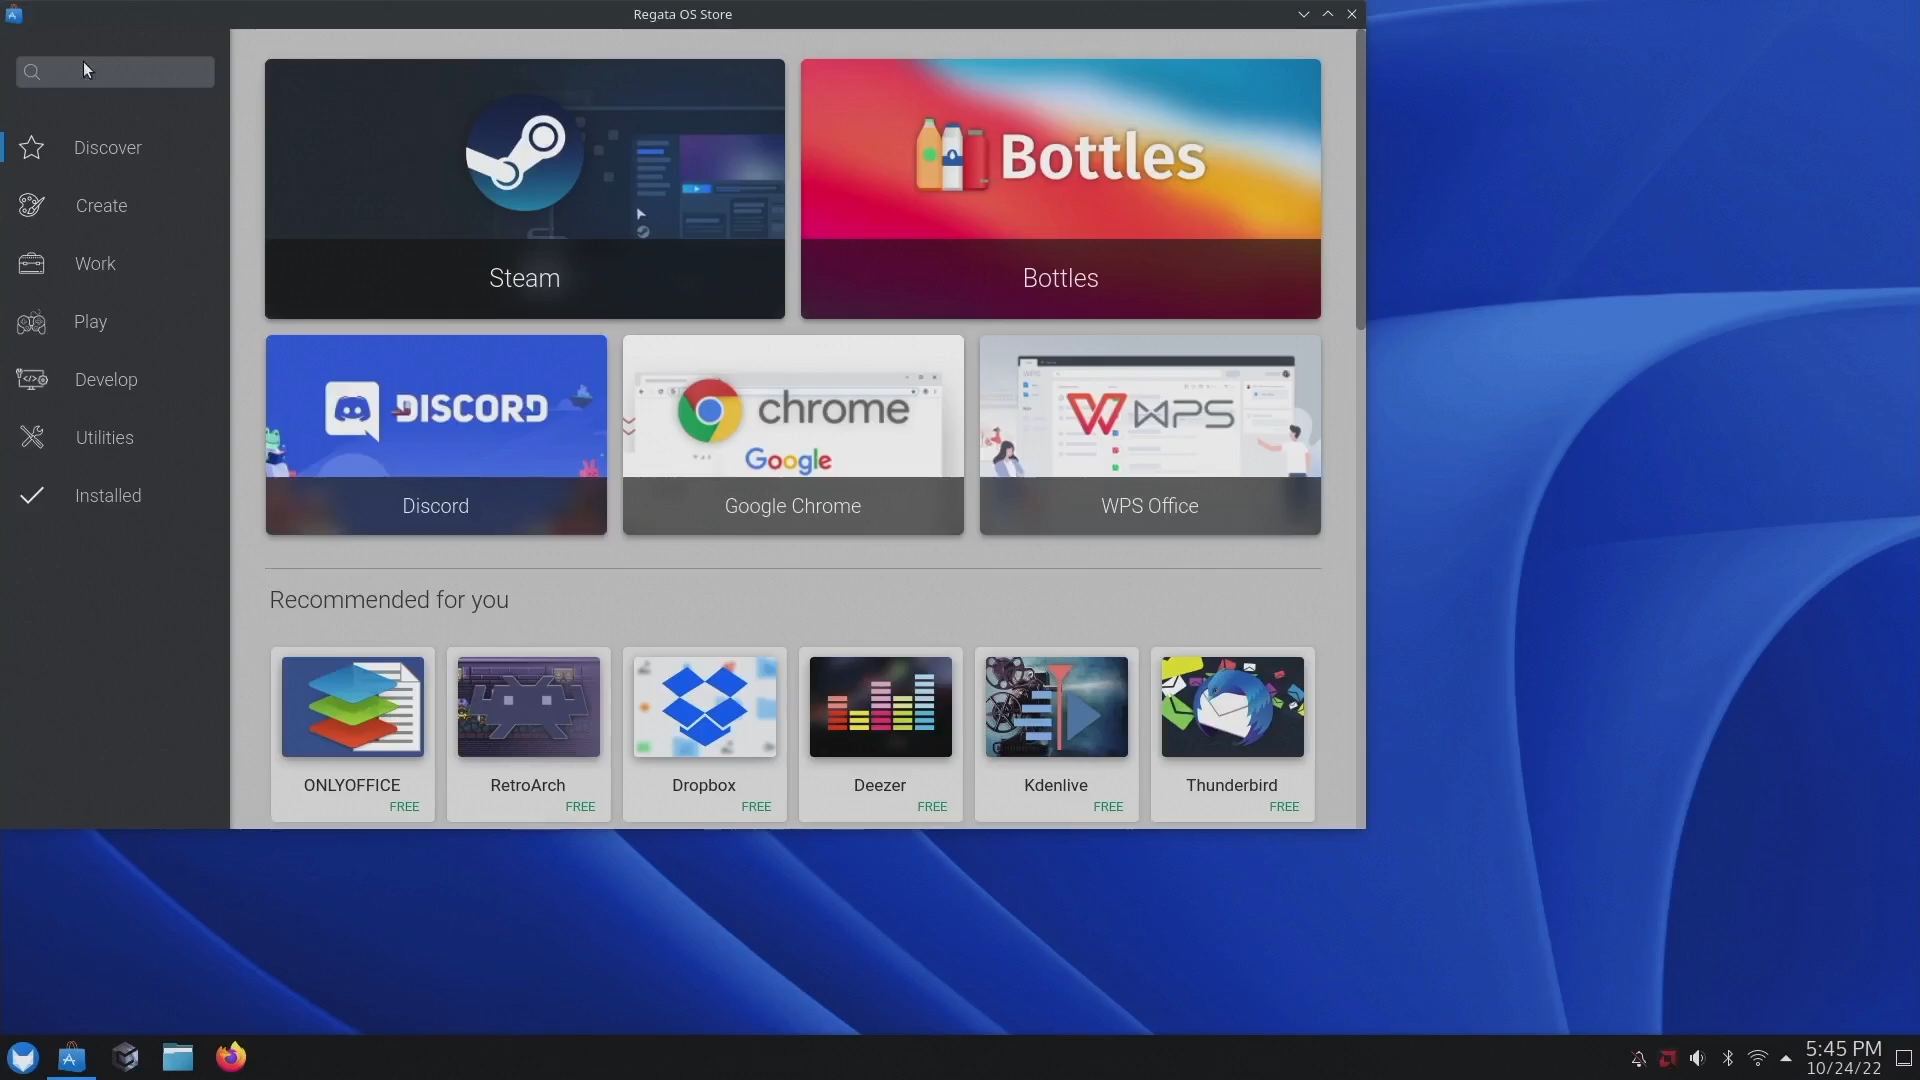 Regata OS Store
Discover
Create
Work
Play
Develop
Utilities
Installed
Steam
Bottles
Bottles
DISCORD
Discord
chrome
Google
Google Chrome
WPS
WPS Office
Recommended for you
ONLYOFFICE
FREE
RetroArch
FREE
Dropbox
FREE
Deezer
FREE
Kdenlive
FREE
Thunderbird
FREE
5:45 PM
10/24/22